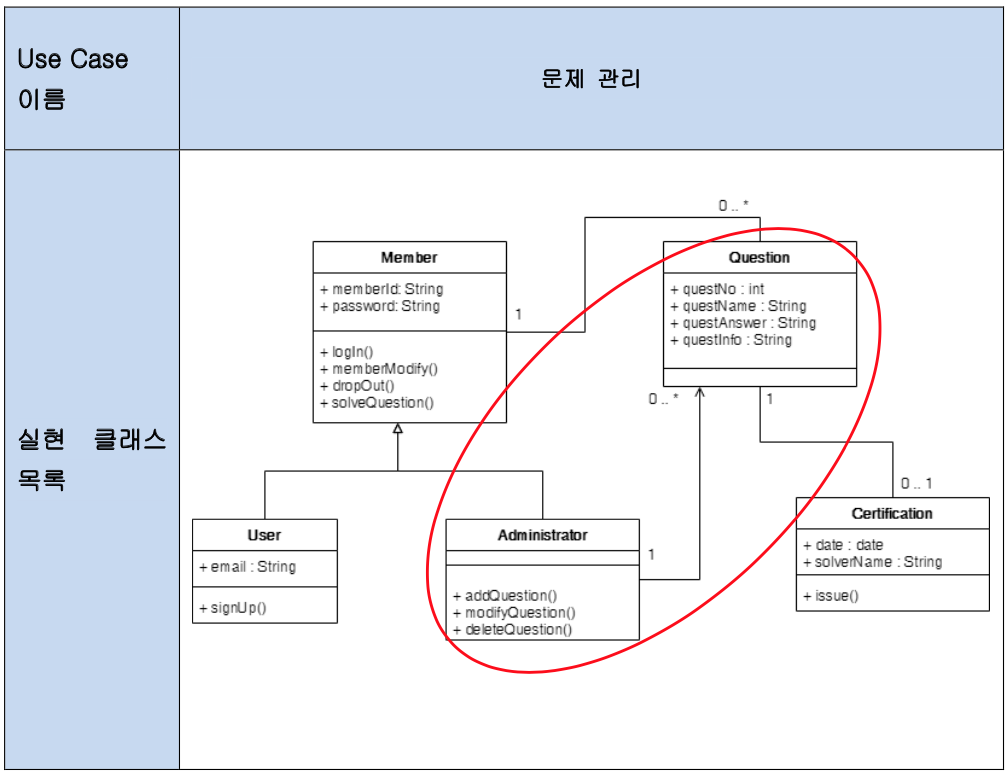 Use Case
이름
문제 관리
실현 클래스
목록
0 .. *
Member
+ memberId: String
+ password: String
+ logIn()
+ memberModify()
+ dropOut()
+ solveQuestion()
1
Question
+ questNo : int
+ questName : String
+ questAnswer : String
+ questInfo : String
0 .. *
1
User
+ email : String
+ signUp()
Administrator
+ addQuestion()
+ modifyQuestion()
+ deleteQuestion()
1
0 .. 1
Certification
+ date : date
+ solverName : String
+ issue()